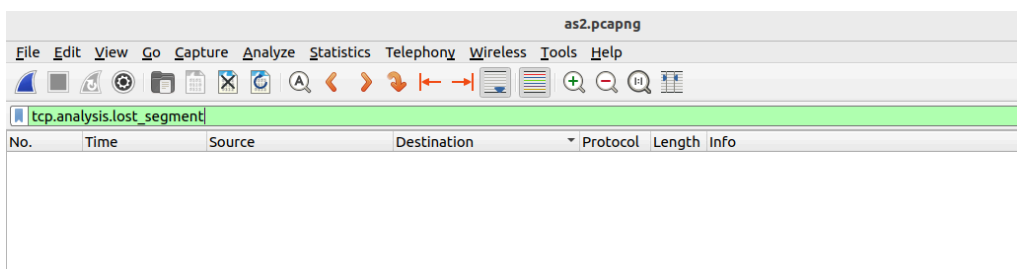 as2.pcapng
File Edit View Go Capture Analyze Statistics Telephony Wireless Tools Help
tcp.analysis.lost_segment
No. Time Source Destination Protocol Length Info